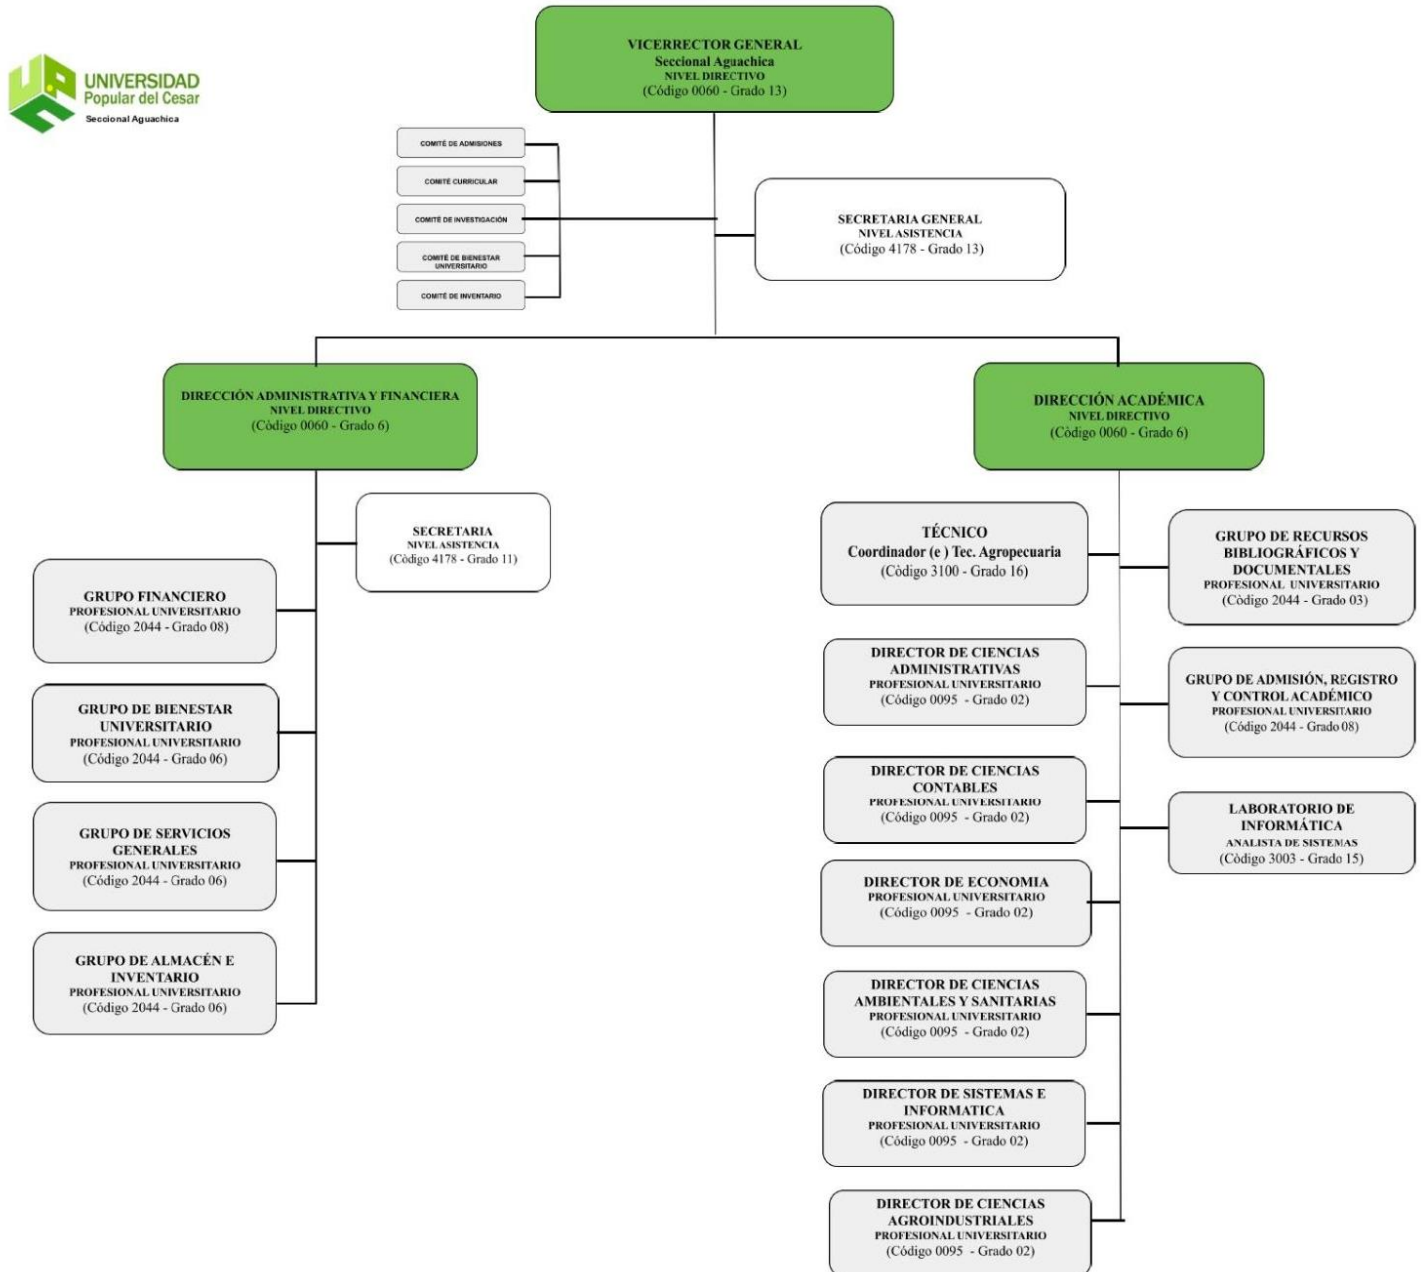 UNIVERSIDAD
Popular del Cesar
Seccional Aguachica
VICERRECTOR GENERAL
Seccional Aguachica
NIVEL DIRECTIVO
(Código 0060 - Grado 13)
COMITÉ DE ADMISIONES
COMITÉ CURRICULAR
COMITÉ DE INVESTIGACIÓN
COMITÉ DE BIENESTAR
UNIVERSITARIO
COMITÉ DE INVENTARIO
SECRETARIA GENERAL
NIVEL ASISTENCIA
(Código 4178 - Grado 13)
DIRECCIÓN ADMINISTRATIVA Y FINANCIERA
NIVEL DIRECTIVO
(Código 0060 - Grado 6)
SECRETARIA
NIVEL ASISTENCIA
(Código 4178 - Grado 11)
GRUPO FINANCIERO
PROFESIONAL UNIVERSITARIO
(Código 2044 - Grado 08)
GRUPO DE BIENESTAR
UNIVERSITARIO
PROFESIONAL UNIVERSITARIO
(Código 2044 - Grado 06)
GRUPO DE SERVICIOS
GENERALES
PROFESIONAL UNIVERSITARIO
(Código 2044 - Grado 06)
GRUPO DE ALMACÉN E
INVENTARIO
PROFESIONAL UNIVERSITARIO
(Código 2044 - Grado 06)
DIRECCIÓN ACADÉMICA
NIVEL DIRECTIVO
(Código 0060 - Grado 6)
TÉCNICO
Coordinador (e ) Tec. Agropecuaria
(Código 3100 - Grado 16)
DIRECTOR DE CIENCIAS
ADMINISTRATIVAS
PROFESIONAL UNIVERSITARIO
(Código 0095 - Grado 02)
DIRECTOR DE CIENCIAS
CONTABLES
PROFESIONAL UNIVERSITARIO
(Código 0095 - Grado 02)
DIRECTOR DE ECONOMIA
PROFESIONAL UNIVERSITARIO
(Código 0095 - Grado 02)
DIRECTOR DE CIENCIAS
AMBIENTALES Y SANITARIAS
PROFESIONAL UNIVERSITARIO
(Código 0095 - Grado 02)
DIRECTOR DE SISTEMAS E
INFORMATICA
PROFESIONAL UNIVERSITARIO
(Código 0095 - Grado 02)
DIRECTOR DE CIENCIAS
AGROINDUSTRIALES
PROFESIONAL UNIVERSITARIO
(Código 0095 - Grado 02)
GRUPO DE RECURSOS
BIBLIOGRÁFICOS Y
DOCUMENTALES
PROFESIONAL UNIVERSITARIO
(Código 2044 - Grado 03)
GRUPO DE ADMISIÓN, REGISTRO
Y CONTROL ACADÉMICO
PROFESIONAL UNIVERSITARIO
(Código 2044 - Grado 08)
LABORATORIO DE
INFORMÁTICA
ANALISTA DE SISTEMAS
(Código 3003 - Grado 15)